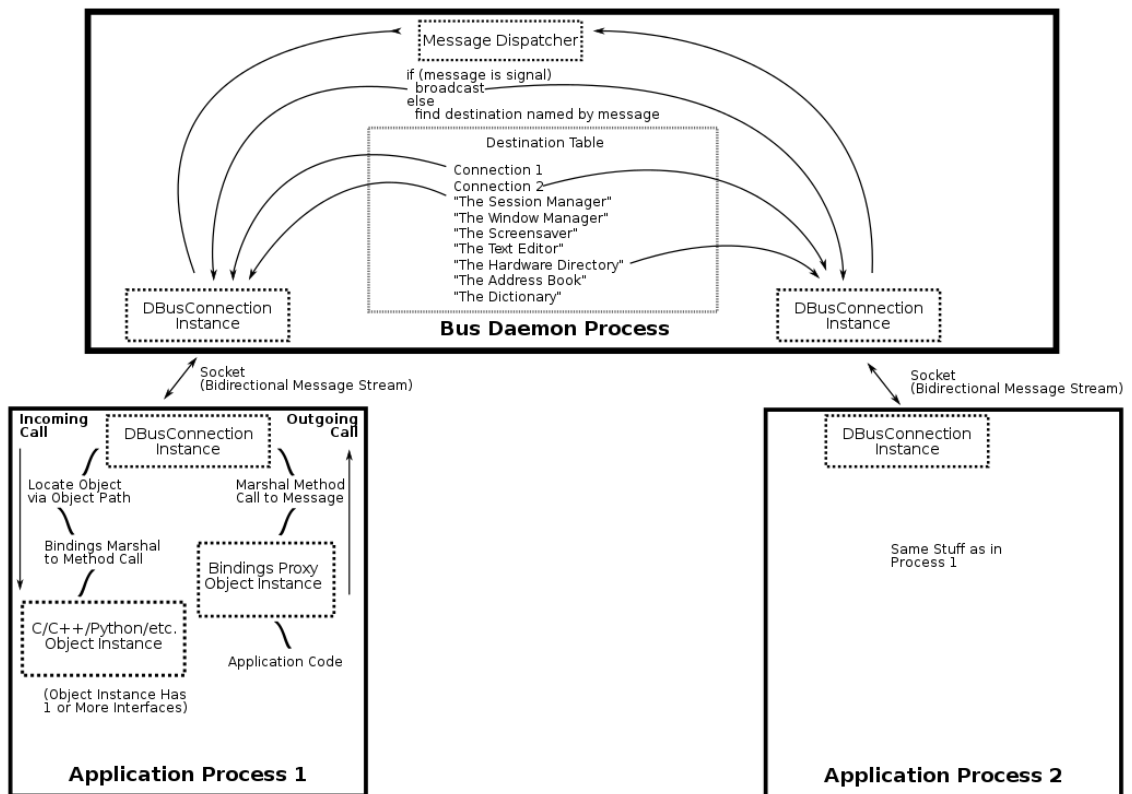 Message Dispatcher
if (message is signal)
broadcast
else
find destination named by message
Destination Table
Connection 1
Connection 2
"The Session Manager"
"The Window Manager"
"The Screensaver"
"The Text Editor"
"The Hardware Directory"
"The Address Book"
"The Dictionary"
DBusConnection
Instance
DBusConnection
Instance
Bus Daemon Process
Socket
(Bidirectional Message Stream)
Socket
(Bidirectional Message Stream)
Incoming
Call
Outgoing
Call
DBusConnection
Instance
Locate Object
via Object Path
Marshal Method
Call to Message
Bindings Marshal
to Method Call
Bindings Proxy
Object Instance
C/C++/Python/etc.
Object Instance
Application Code
(Object Instance Has
1 or More Interfaces)
Application Process 1
DBusConnection
Instance
Same Stuff as in
Process 1
Application Process 2